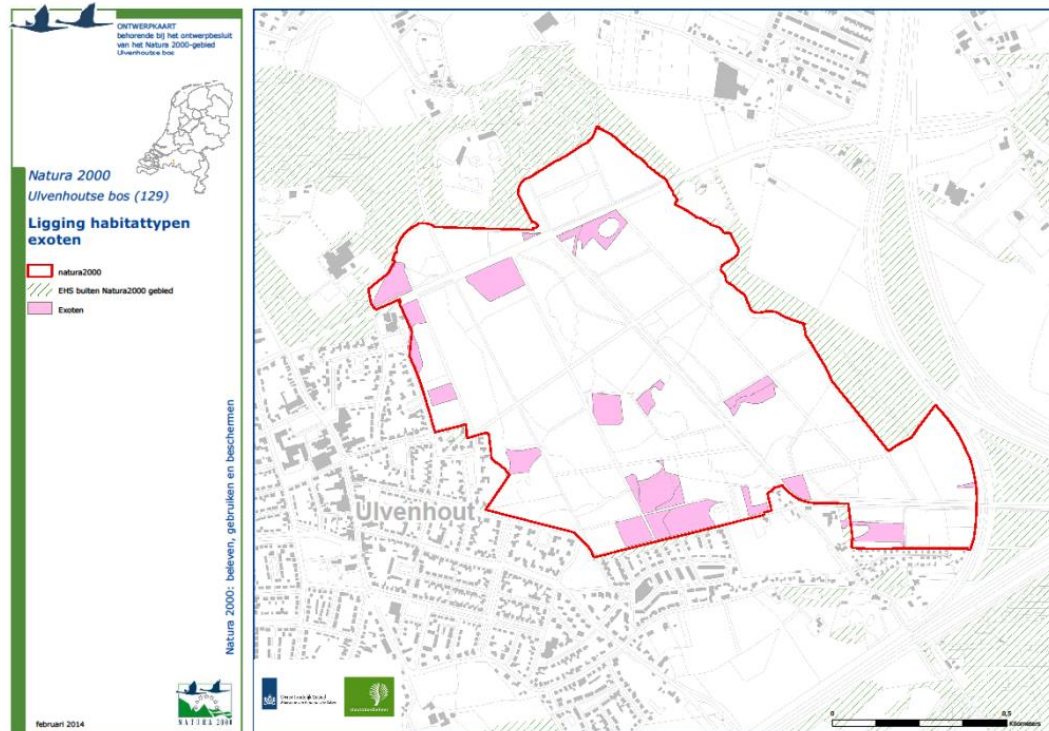 ONTWERPKAART
behorende bij het ontwerpbesluit
van het Natura 2000-gebied
Ulvenhoutse bos
Natura 2000
Ulvenhoutse bos (129)
Ligging habitattypen
exoten
natura2000
EHS buiten Natura2000 gebied
Exoten
Natura 2000: beleven, gebruiken en beschermen
NATURA 2000
februari 2014
Ulvenhout
0
0,5
Kilometers